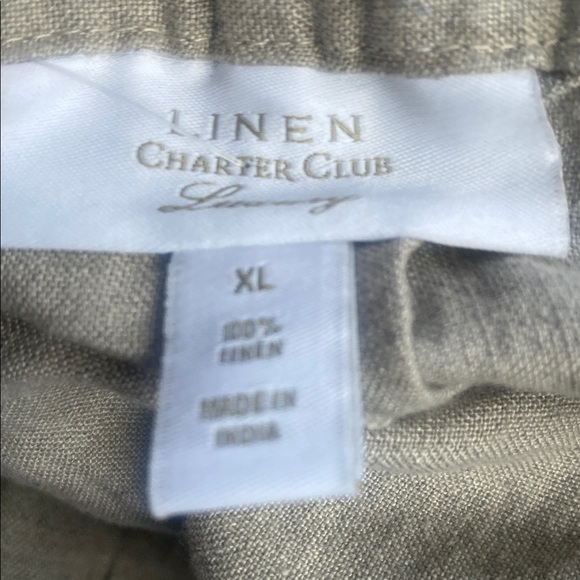 LINEN
CHARTER CLUB
Luxury
XL
100%
LINEN
MADE IN
INDIA